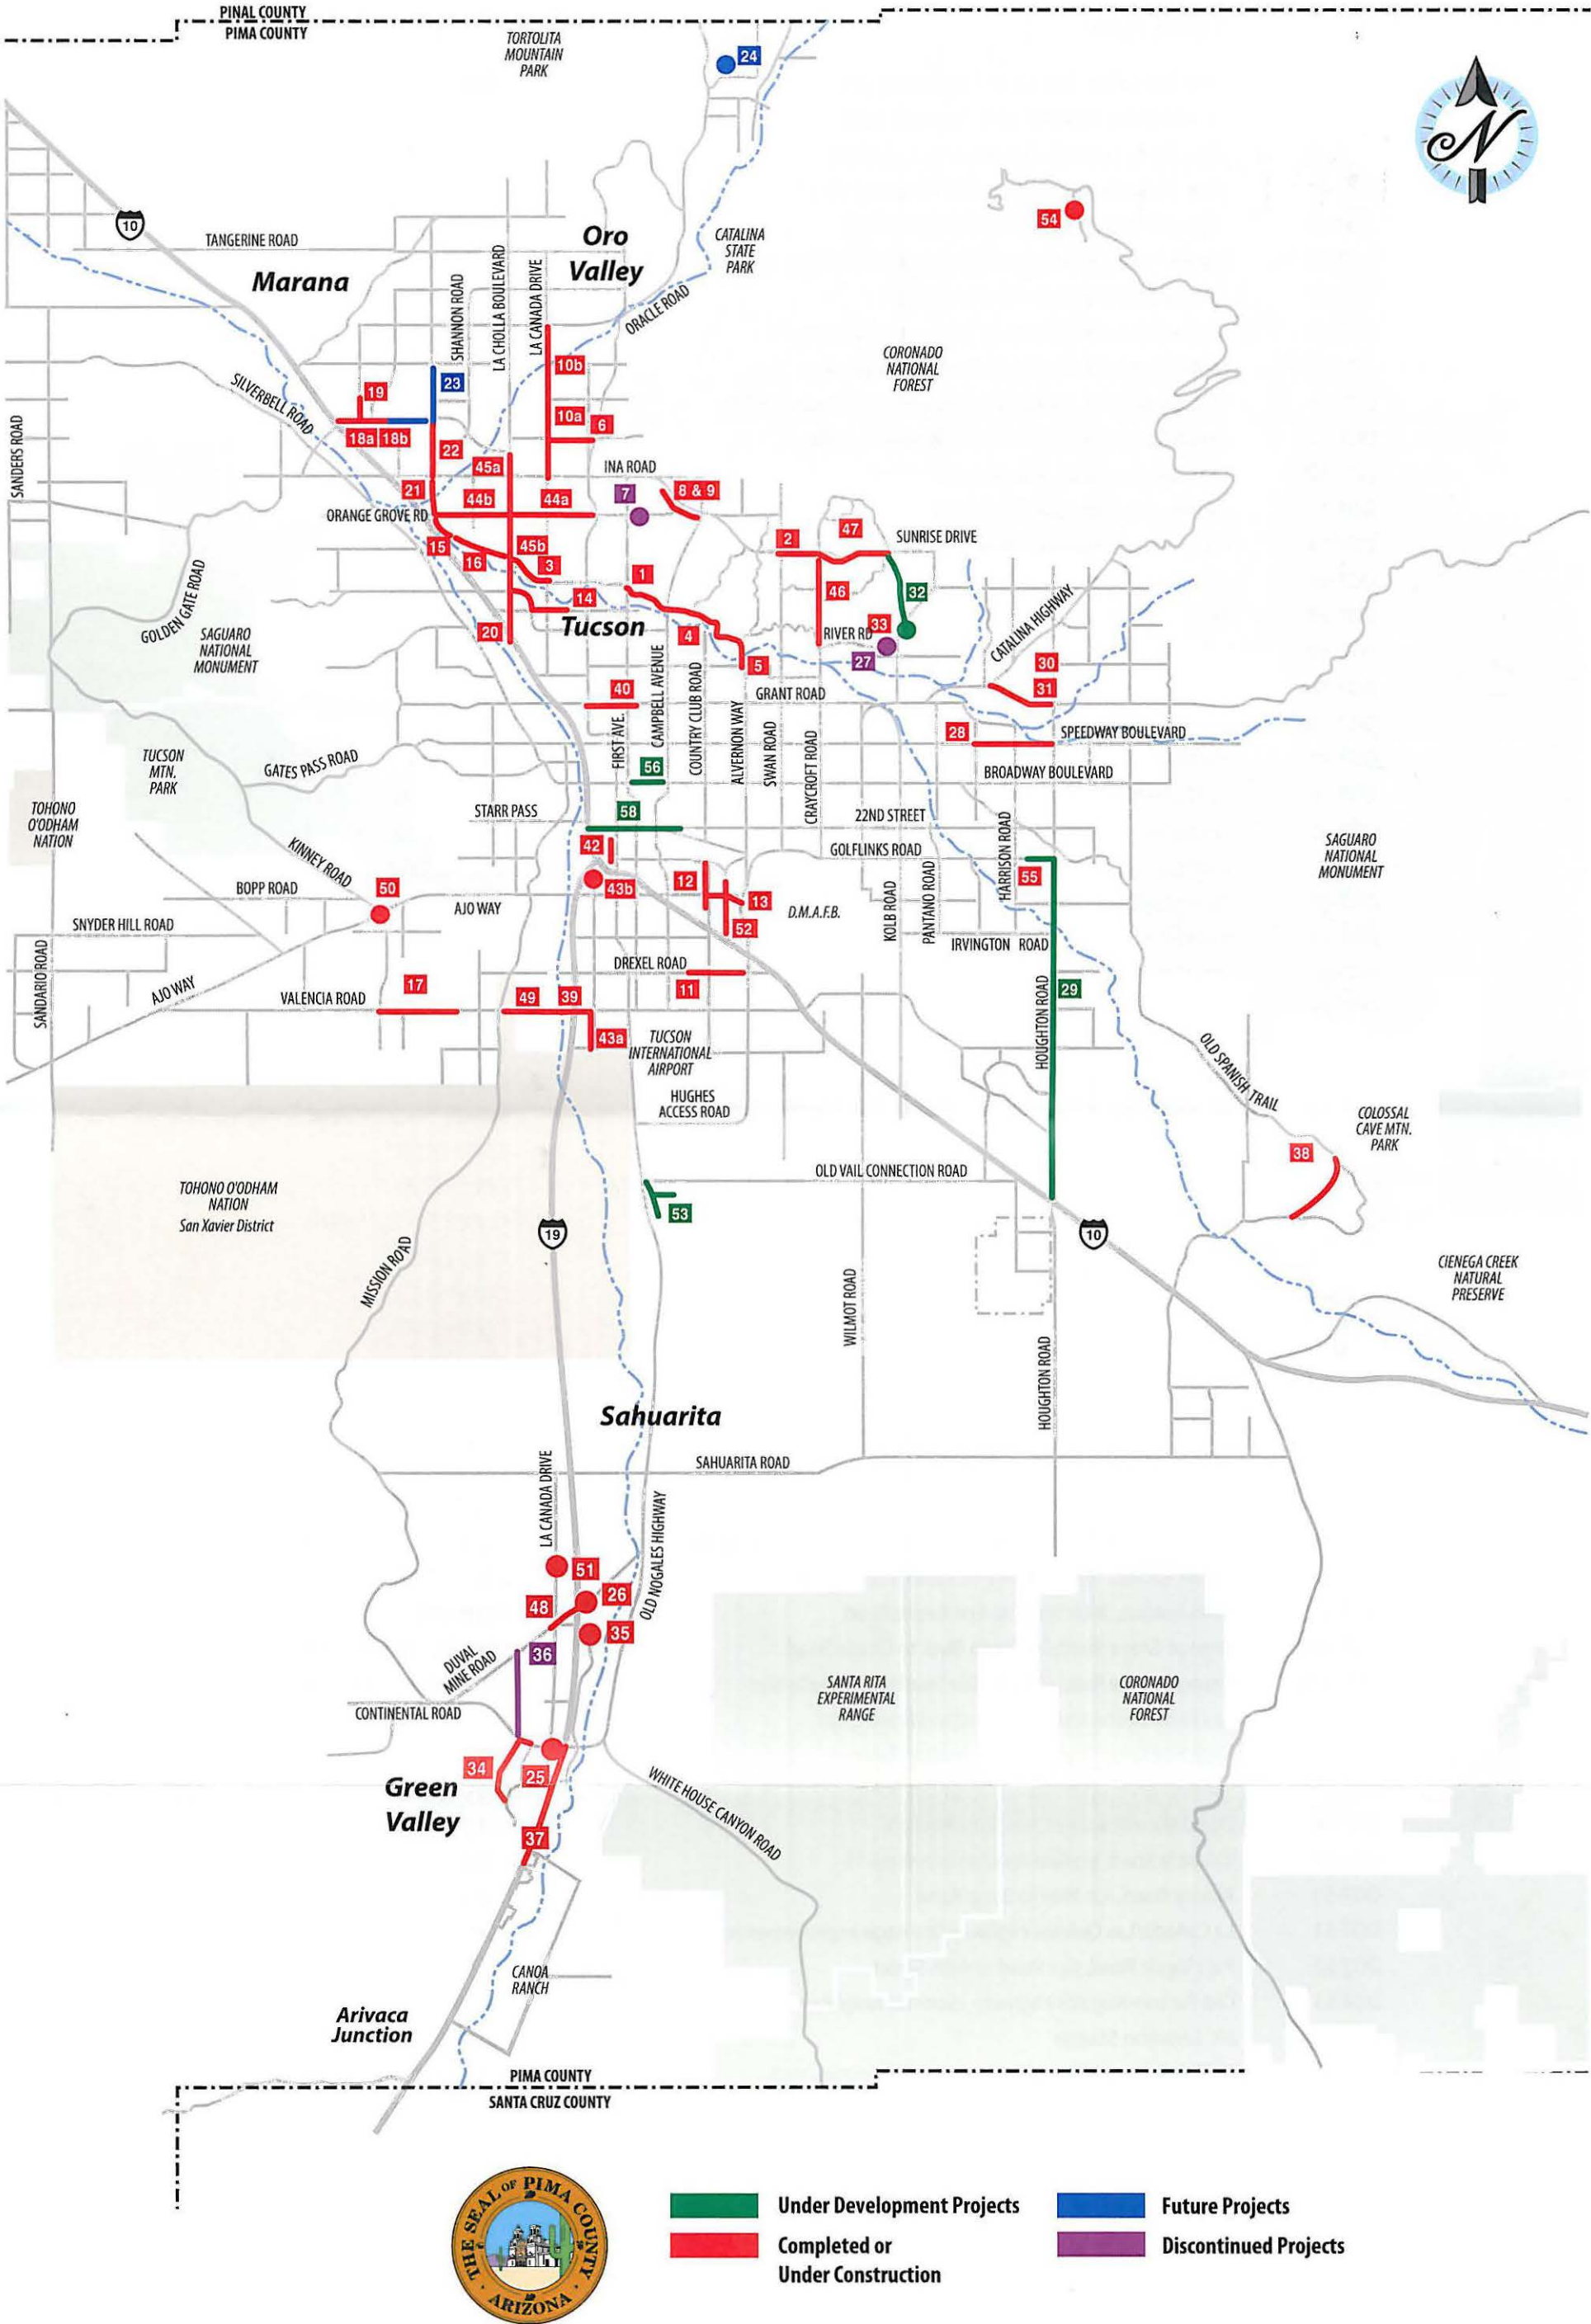 PINAL COUNTY
PIMA COUNTY
TORTOLITA
MOUNTAIN
PARK
24
N
54
10
TANGERINE ROAD
Marana
Oro
Valley
CATALINA
STATE
PARK
SHANNON ROAD
LA CHOLLA BOULEVARD
LA CANADA DRIVE
ORACLE ROAD
CORONADO
NATIONAL
FOREST
10b
23
19
SILVERBELL ROAD
SANDERS ROAD
10a
6
18a
18b
22
45a
INA ROAD
21
44b
44a
7
8 & 9
ORANGE GROVE RD
2
47
SUNRISE DRIVE
15
45b
16
3
1
GOLDEN GATE ROAD
14
46
32
CATALINA HIGHWAY
SAGUARO
NATIONAL
MONUMENT
20
Tucson
4
RIVER RD
33
27
5
30
31
40
GRANT ROAD
FIRST AVE.
CAMPBELL AVENUE
COUNTRY CLUB ROAD
ALVERNON WAY
SWAN ROAD
CRAYCROFT ROAD
28
SPEEDWAY BOULEVARD
TUCSON
MTN.
PARK
GATES PASS ROAD
56
BROADWAY BOULEVARD
TOHONO
O'ODHAM
NATION
STARR PASS
58
22ND STREET
HARRISON ROAD
42
GOLFLINKS ROAD
SAGUARO
NATIONAL
MONUMENT
KINNEY ROAD
BOPP ROAD
50
43b
12
13
55
AJO WAY
D.M.A.F.B.
KOLB ROAD
PANTANO ROAD
SNYDER HILL ROAD
52
IRVINGTON ROAD
SANDARIO ROAD
AJO WAY
DREXEL ROAD
11
17
VALENCIA ROAD
49
39
29
HOUGHTON ROAD
43a
TUCSON
INTERNATIONAL
AIRPORT
OLD SPANISH TRAIL
HUGHES
ACCESS ROAD
COLOSSAL
CAVE MTN.
PARK
38
OLD VAIL CONNECTION ROAD
TOHONO O'ODHAM
NATION
San Xavier District
53
19
10
MISSION ROAD
CIENEGA CREEK
NATURAL
PRESERVE
WILMOT ROAD
HOUGHTON ROAD
Sahuarita
SAHUARITA ROAD
LA CANADA DRIVE
OLD NOGALES HIGHWAY
51
26
48
35
36
DUVAL
MINE ROAD
SANTA RITA
EXPERIMENTAL
RANGE
CORONADO
NATIONAL
FOREST
CONTINENTAL ROAD
34
25
Green
Valley
WHITE HOUSE CANYON ROAD
37
CANOA
RANCH
Arivaca
Junction
PIMA COUNTY
SANTA CRUZ COUNTY
THE SEAL OF PIMA COUNTY
ARIZONA
Under Development Projects
Completed or
Under Construction
Future Projects
Discontinued Projects